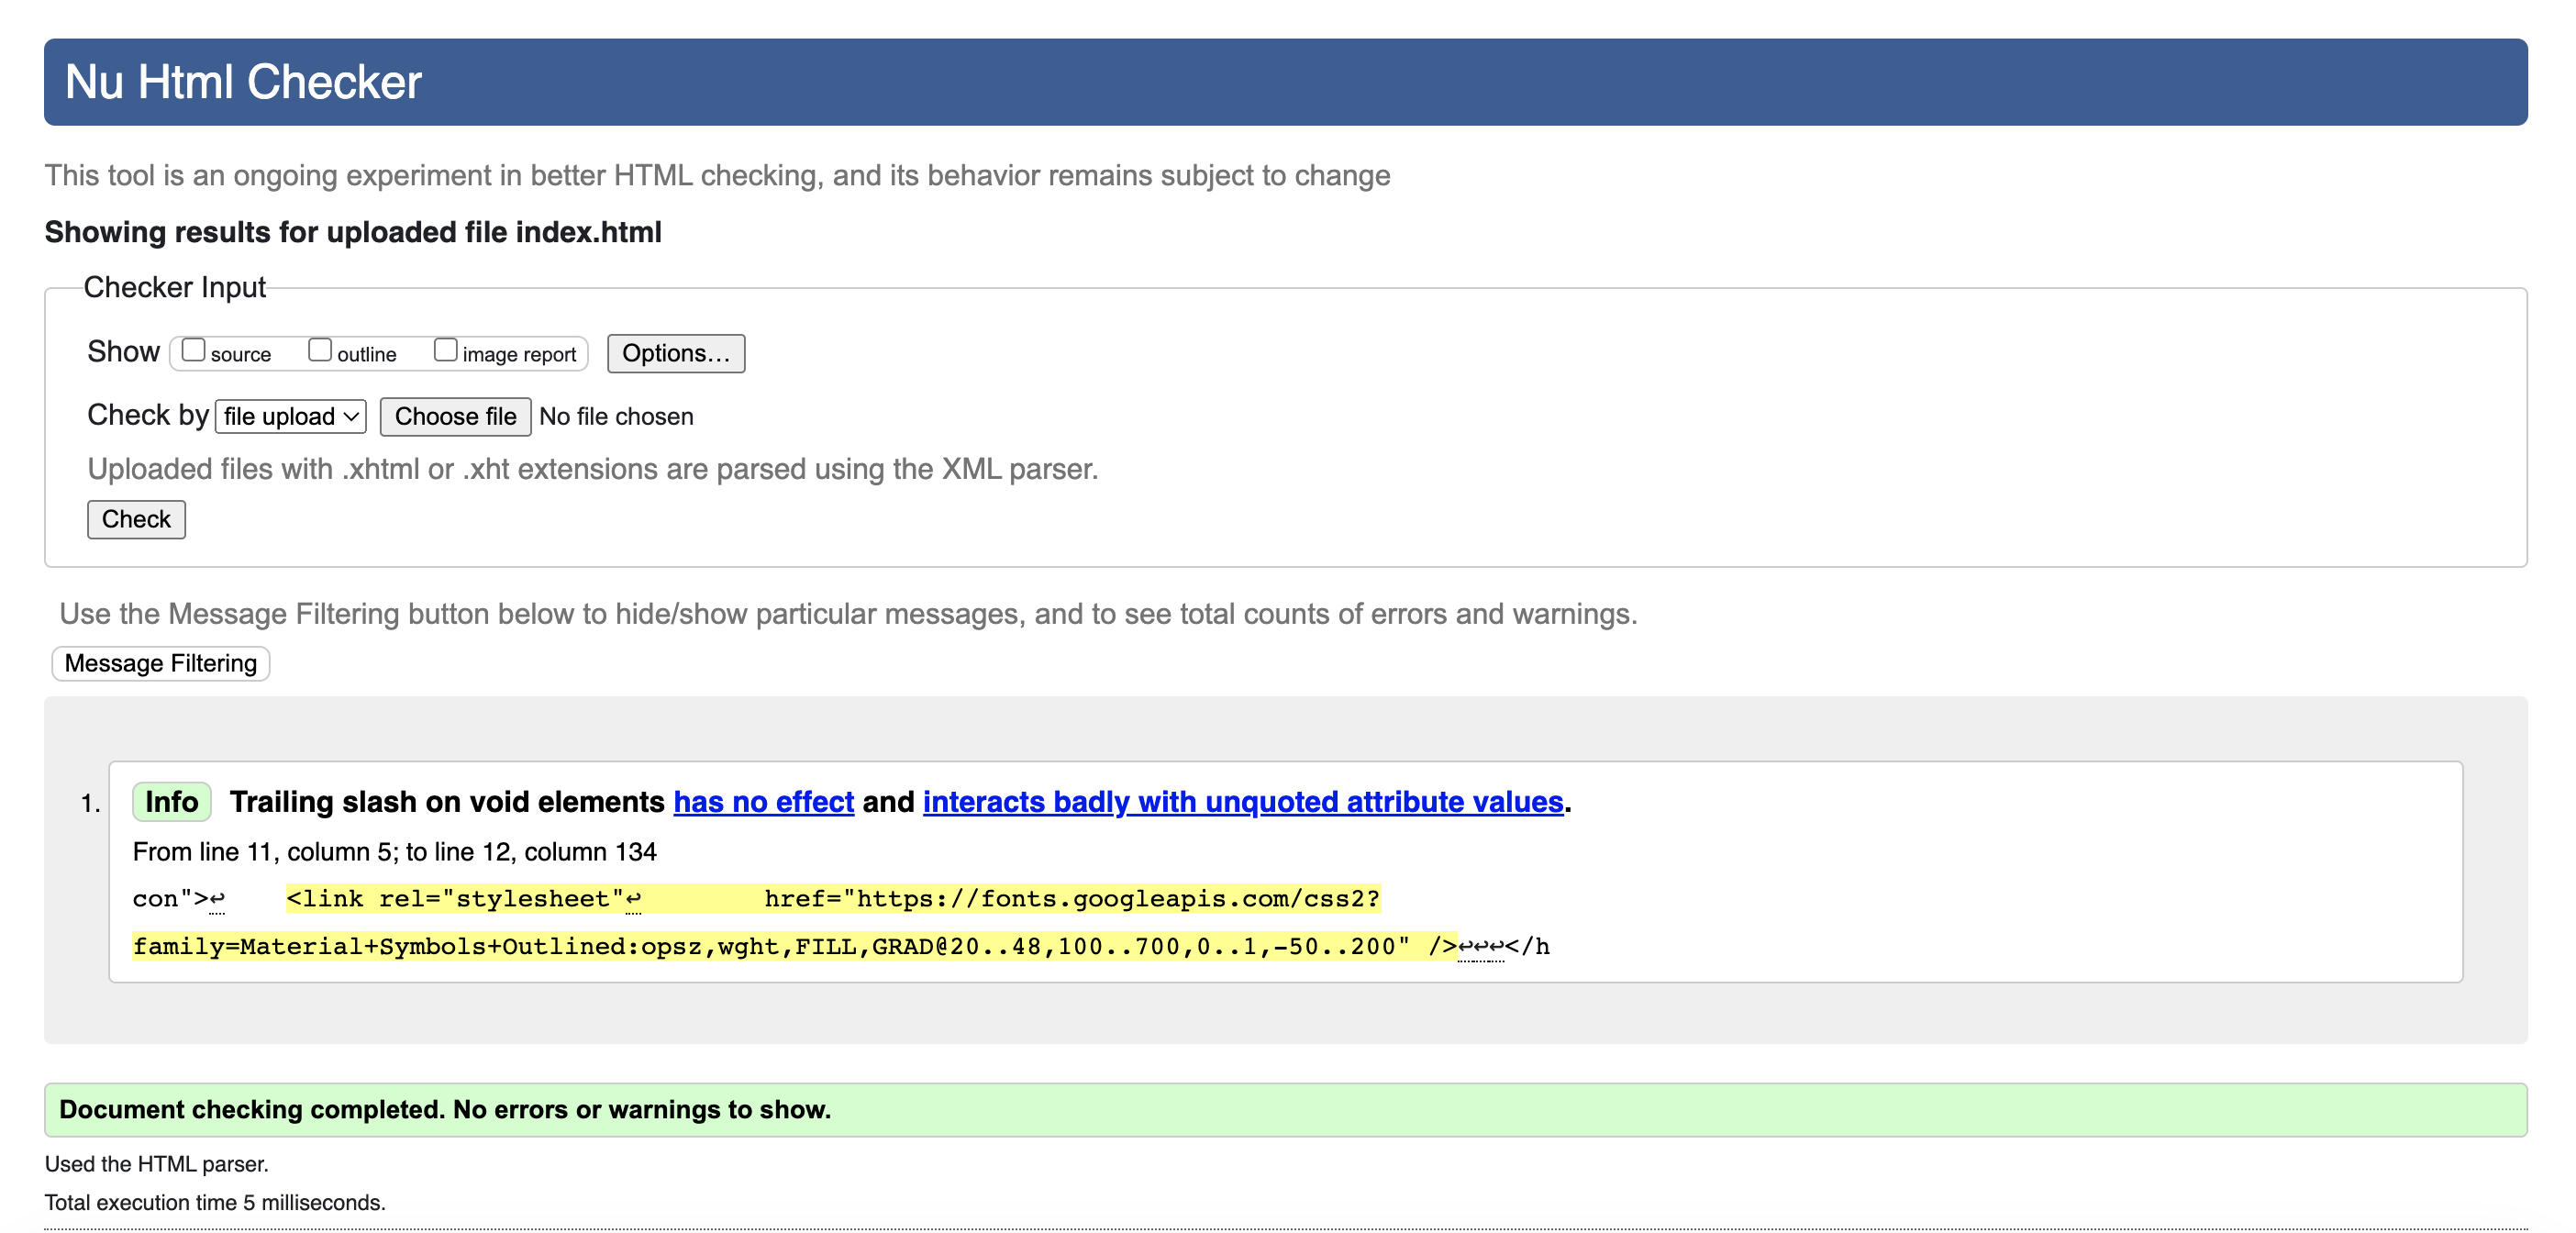 Nu Html Checker
This tool is an ongoing experiment in better HTML checking, and its behavior remains subject to change
Showing results for uploaded file index.html
Checker Input
Show source outline image report Options...
Check by file upload Choose file No file chosen
Uploaded files with .xhtml or .xht extensions are parsed using the XML parser.
Check
Use the Message Filtering button below to hide/show particular messages, and to see total counts of errors and warnings.
Message Filtering
1. Info Trailing slash on void elements has no effect and interacts badly with unquoted attribute values.
From line 11, column 5; to line 12, column 134
con">↩    <link rel="stylesheet"↩        href="https://fonts.googleapis.com/css2?
family=Material+Symbols+Outlined:opsz,wght,FILL,GRAD@20..48,100..700,0..1,-50..200" />↩↩↩</h
Document checking completed. No errors or warnings to show.
Used the HTML parser.
Total execution time 5 milliseconds.